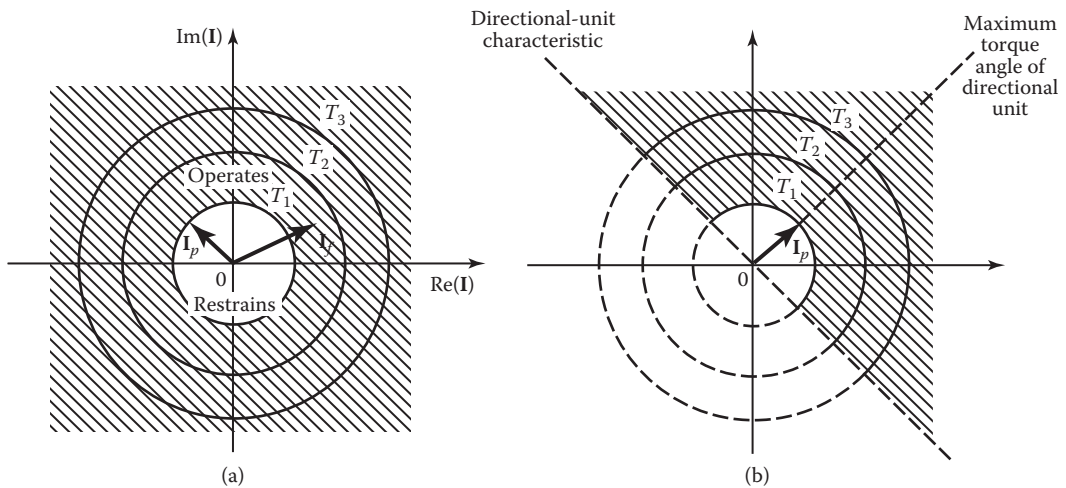 Im(I)
T3
T2
Operates
T1
Ip
If
0
Re(I)
Restrains
(a)
Directional-unit
characteristic
Maximum
torque
angle of
directional
unit
T3
T2
T1
Ip
0
(b)